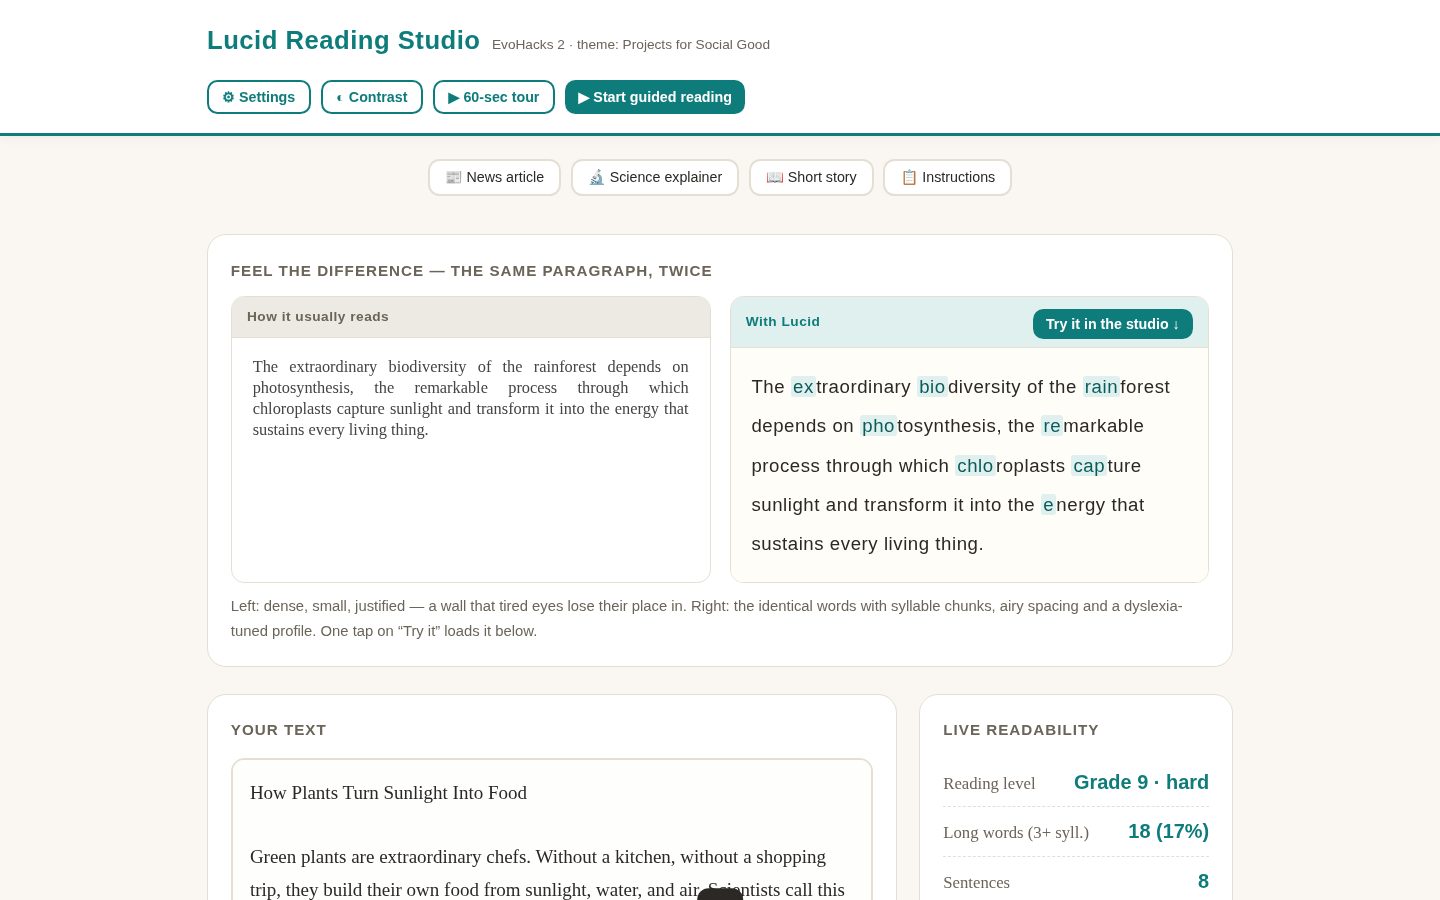 Lucid Reading Studio EvoHacks 2 · theme: Projects for Social Good
⚙ Settings
◖ Contrast
▶ 60-sec tour
▶ Start guided reading
📰 News article
🔬 Science explainer
📖 Short story
📋 Instructions
FEEL THE DIFFERENCE — THE SAME PARAGRAPH, TWICE
How it usually reads
The extraordinary biodiversity of the rainforest depends on
photosynthesis, the remarkable process through which
chloroplasts capture sunlight and transform it into the energy that
sustains every living thing.
With Lucid
Try it in the studio ↓
The extraordinary biodiversity of the rainforest
depends on photosynthesis, the remarkable
process through which chloroplasts capture
sunlight and transform it into the energy that
sustains every living thing.
Left: dense, small, justified — a wall that tired eyes lose their place in. Right: the identical words with syllable chunks, airy spacing and a dyslexia-
tuned profile. One tap on “Try it” loads it below.
YOUR TEXT
How Plants Turn Sunlight Into Food
Green plants are extraordinary chefs. Without a kitchen, without a shopping
trip, they build their own food from sunlight, water, and air. Scientists call this
LIVE READABILITY
Reading level Grade 9 · hard
Long words (3+ syll.) 18 (17%)
Sentences 8